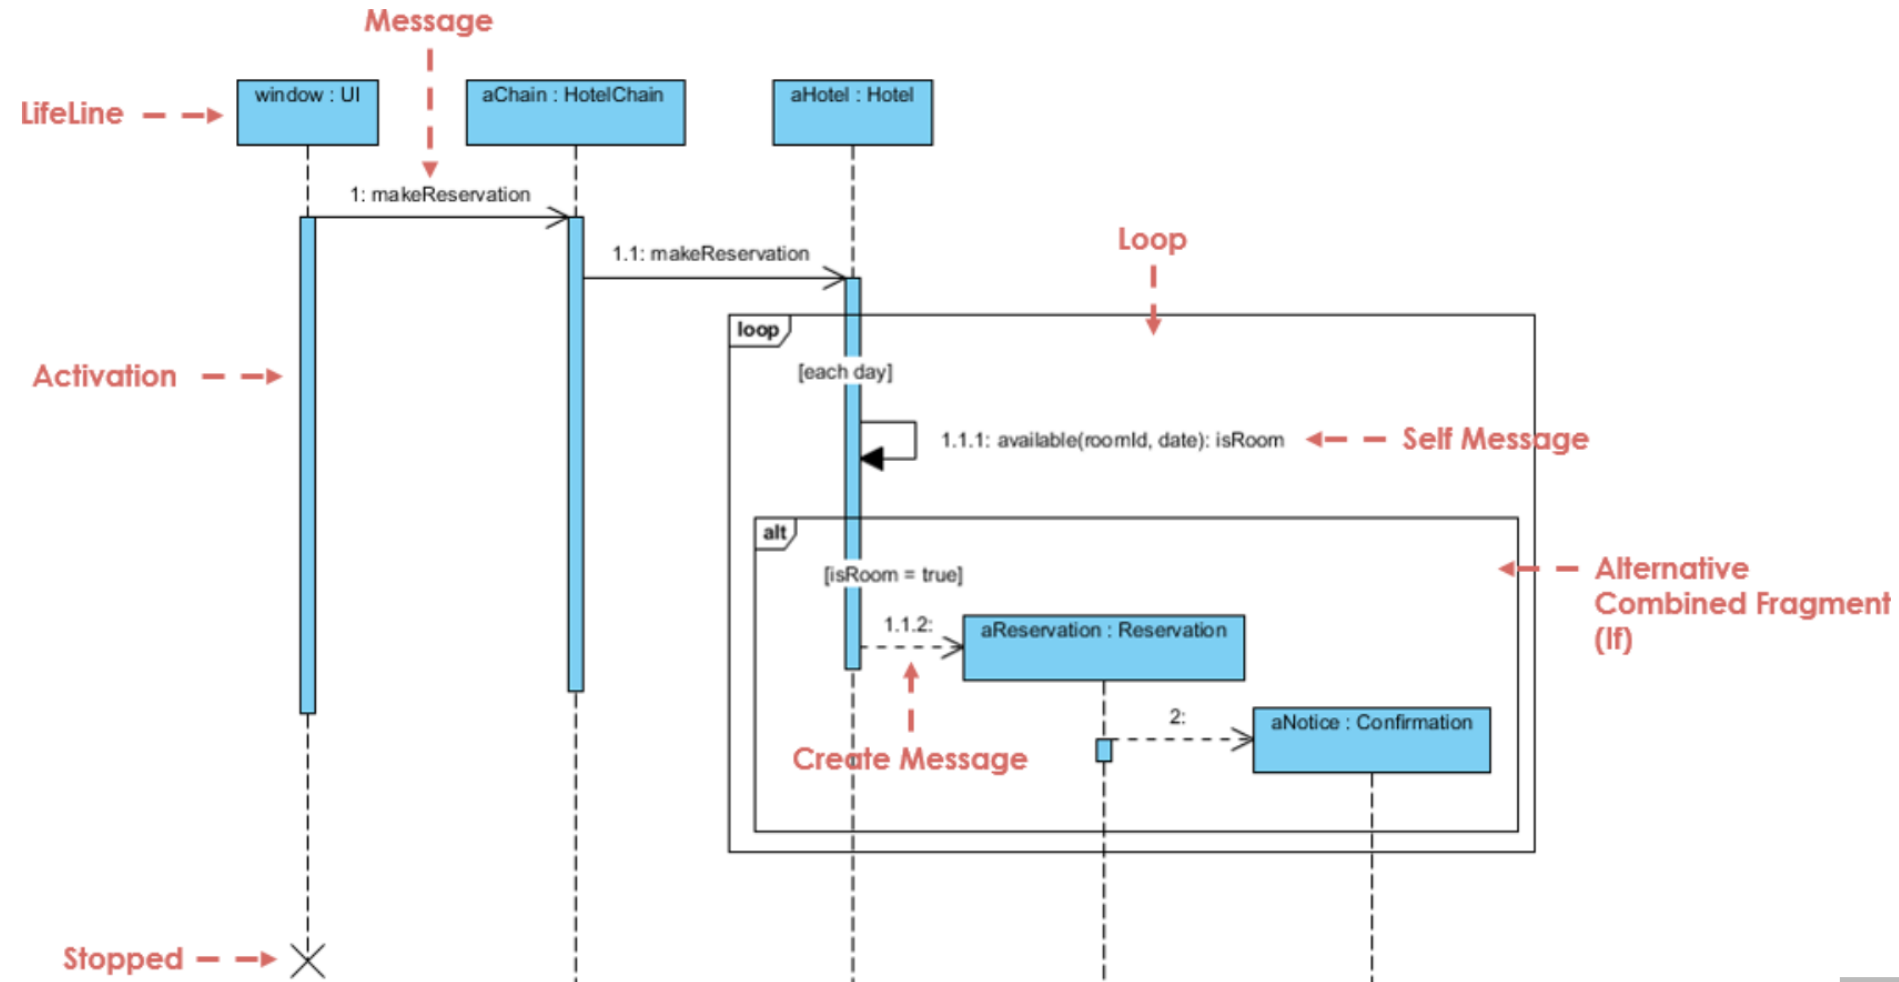 Message
window : UI
aChain : HotelChain
aHotel : Hotel
LifeLine
1: makeReservation
Loop
1.1: makeReservation
loop
[each day]
Activation
1.1.1: available(roomId, date): isRoom
Self Message
alt
[isRoom = true]
Alternative
Combined Fragment
(If)
1.1.2:
aReservation : Reservation
2:
aNotice : Confirmation
Create Message
Stopped